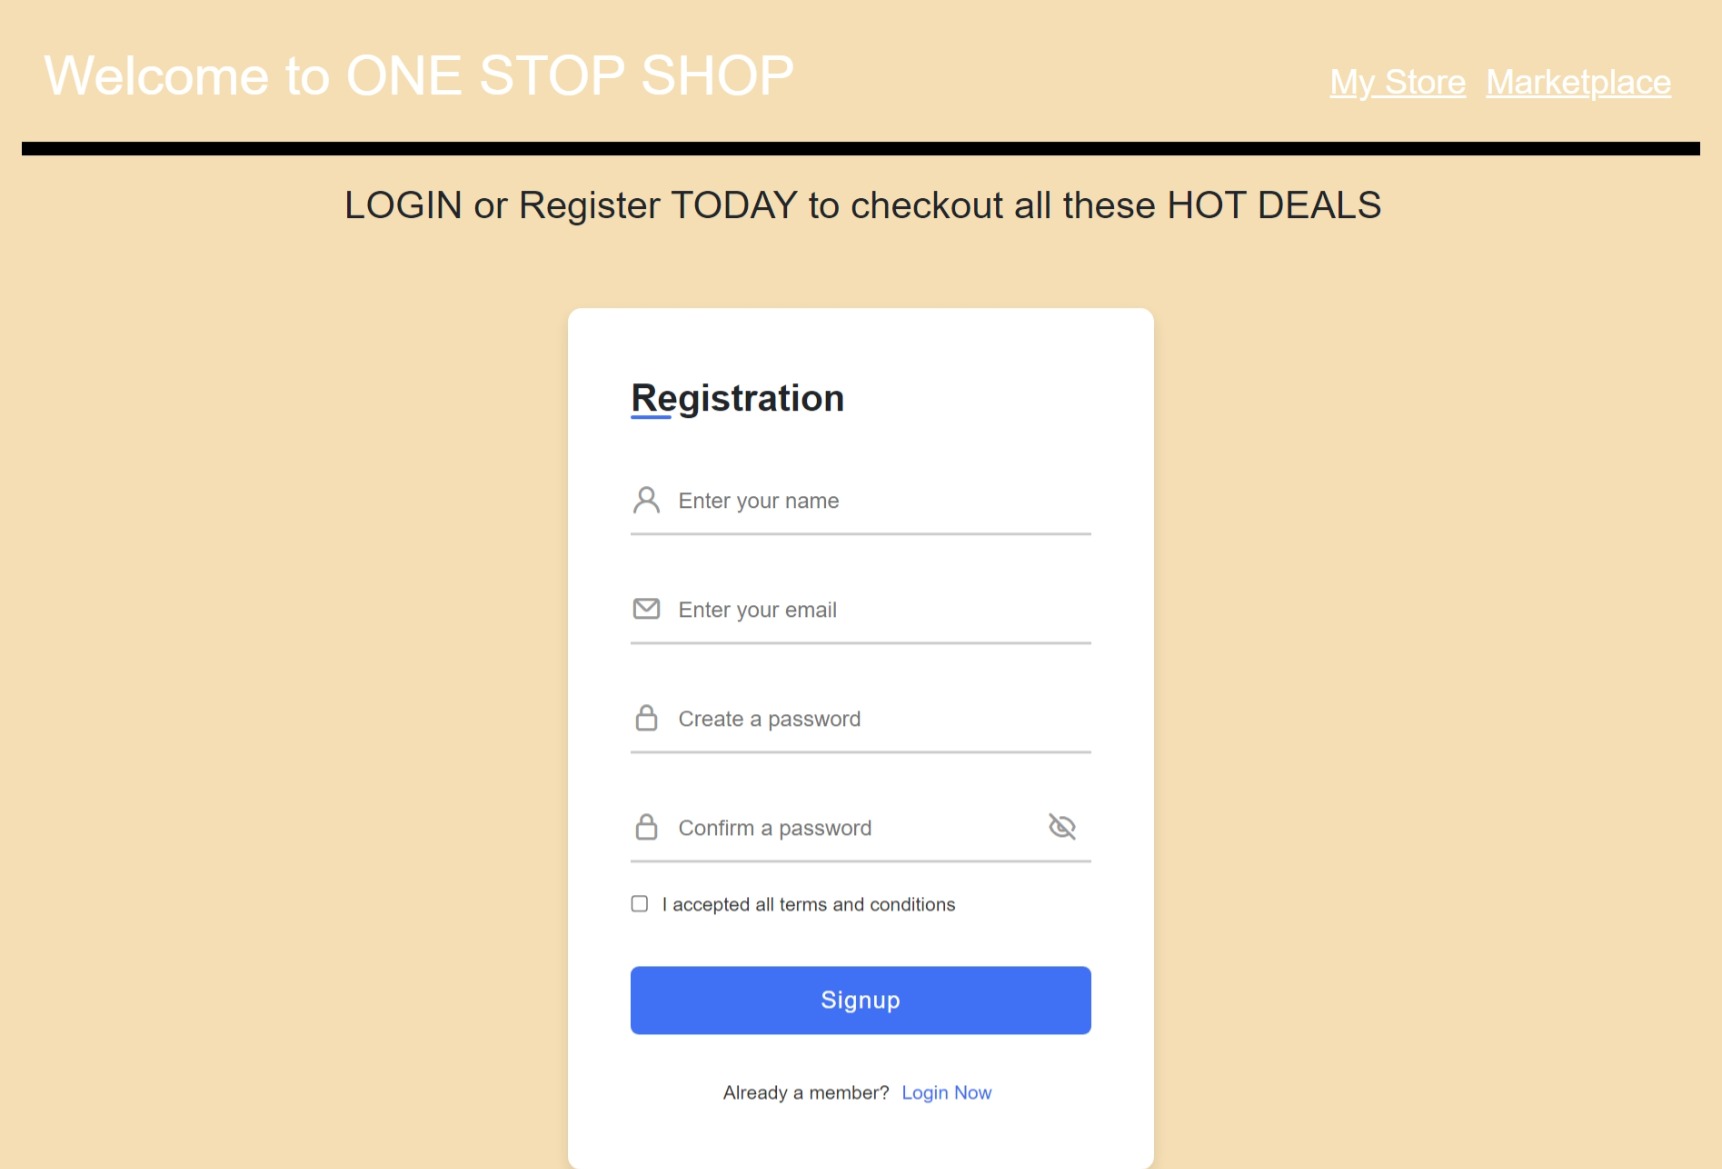 Welcome to ONE STOP SHOP
My Store Marketplace
LOGIN or Register TODAY to checkout all these HOT DEALS
Registration
Enter your name
Enter your email
Create a password
Confirm a password
I accepted all terms and conditions
Signup
Already a member? Login Now